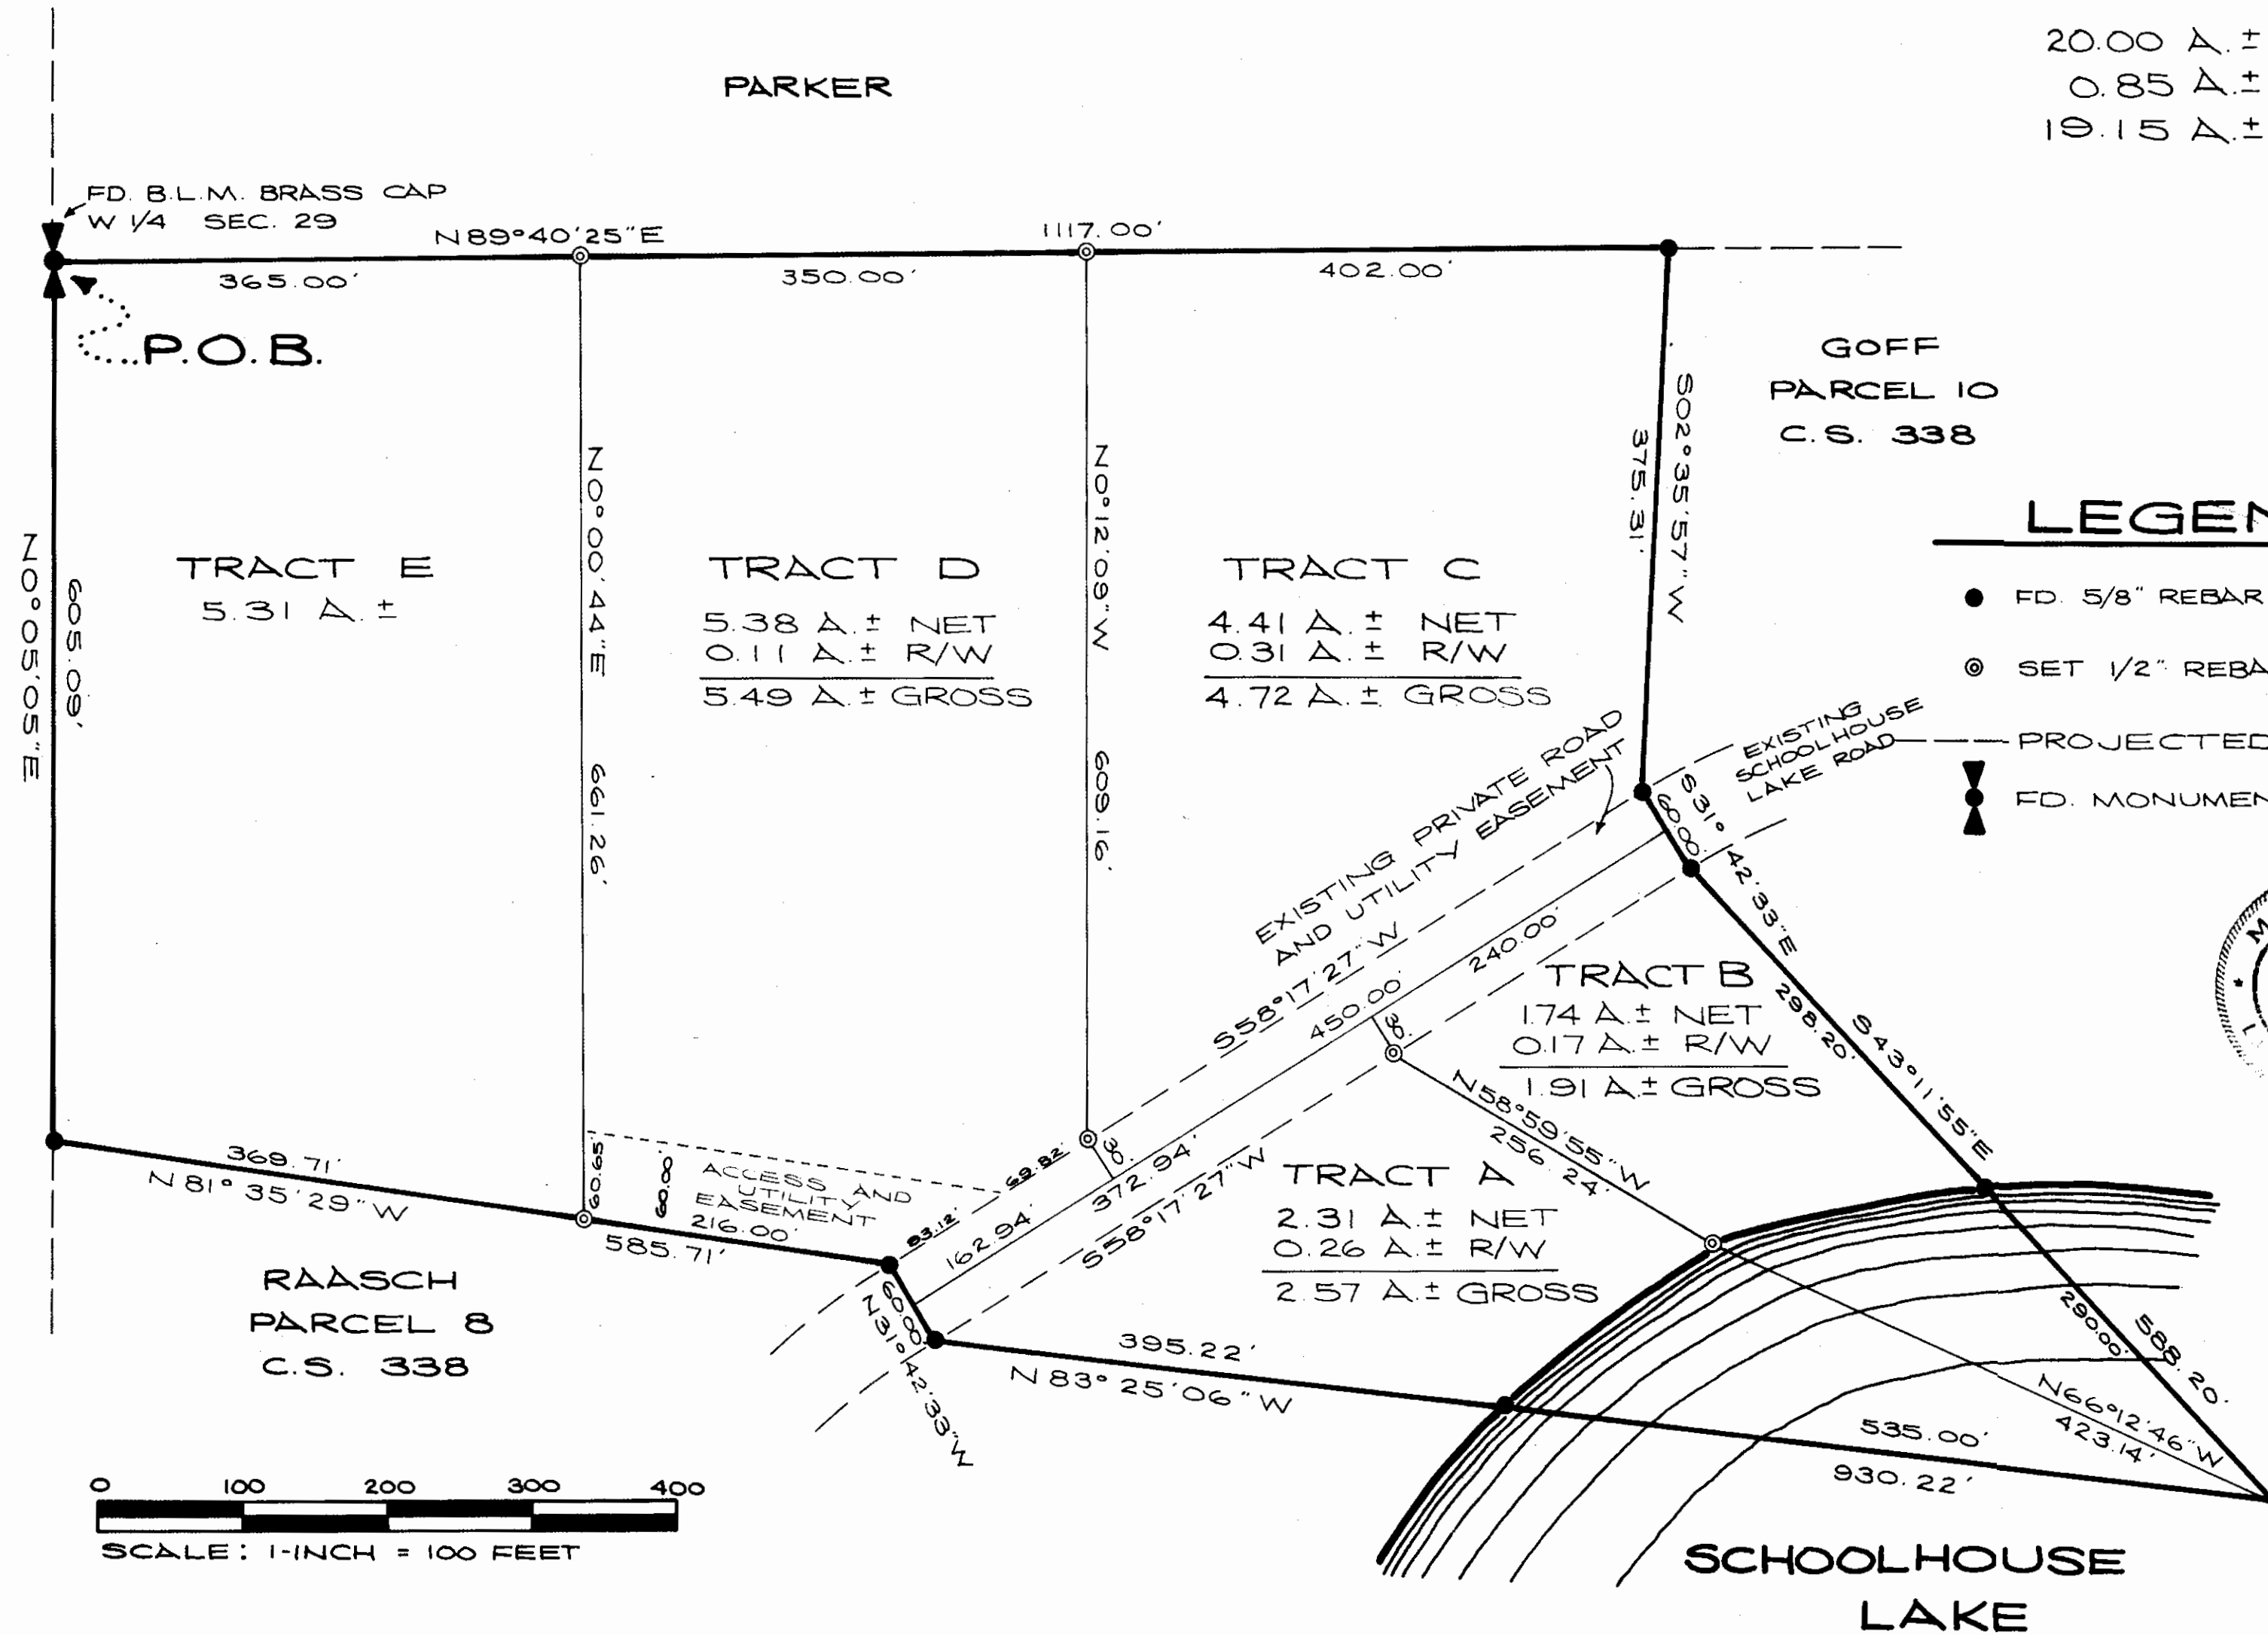 20.00 A.±
0.85 A.±
19.15 A.±
PARKER
FD. B.L.M. BRASS CAP
W 1/4 SEC. 29
N89°40'25"E
1117.00'
365.00'
350.00'
402.00'
P.O.B.
GOFF
PARCEL 10
C.S. 338
S02°35'57"W
375.31'
N0°05'05"E
605.09'
N0°00'44"E
661.26'
N0°12'09"W
609.16'
TRACT E
5.31 A.±
TRACT D
5.38 A.± NET
0.11 A.± R/W
5.49 A.± GROSS
TRACT C
4.41 A.± NET
0.31 A.± R/W
4.72 A.± GROSS
LEGEN
FD. 5/8" REBAR
SET 1/2" REBA
PROJECTED
FD. MONUMEN
EXISTING PRIVATE ROAD
AND UTILITY EASEMENT
EXISTING
SCHOOLHOUSE
LAKE ROAD
S31°42'33"E
60.00'
S58°17'27"W
450.00'
240.00'
30'
TRACT B
1.74 A.± NET
0.17 A.± R/W
1.91 A.± GROSS
298.20'
S43°11'55"E
N58°59'55"W
256.24'
30'
372.94'
162.94'
S58°17'27"W
TRACT A
2.31 A.± NET
0.26 A.± R/W
2.57 A.± GROSS
369.71'
N81°35'29"W
60.65'
60.00'
ACCESS AND
UTILITY
EASEMENT
216.00'
585.71'
69.82'
83.12'
60.00'
N31°42'33"W
RAASCH
PARCEL 8
C.S. 338
395.22'
N83°25'06"W
290.00'
588.20'
N66°12'46"W
423.14'
535.00'
930.22'
0 100 200 300 400
SCALE: 1-INCH = 100 FEET
SCHOOLHOUSE
LAKE